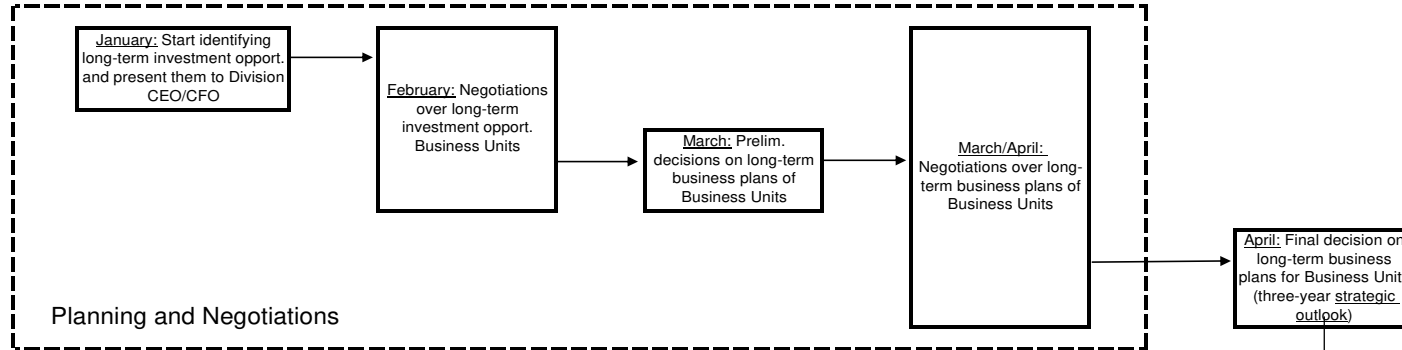 January: Start identifying
long-term investment opport.
and present them to Division
CEO/CFO
February: Negotiations
over long-term
investment opport.
Business Units
March: Prelim.
decisions on long-term
business plans of
Business Units
March/April:
Negotiations over long-
term business plans of
Business Units
April: Final decision on
long-term business
plans for Business Unit
(three-year strategic
outlook)
Planning and Negotiations